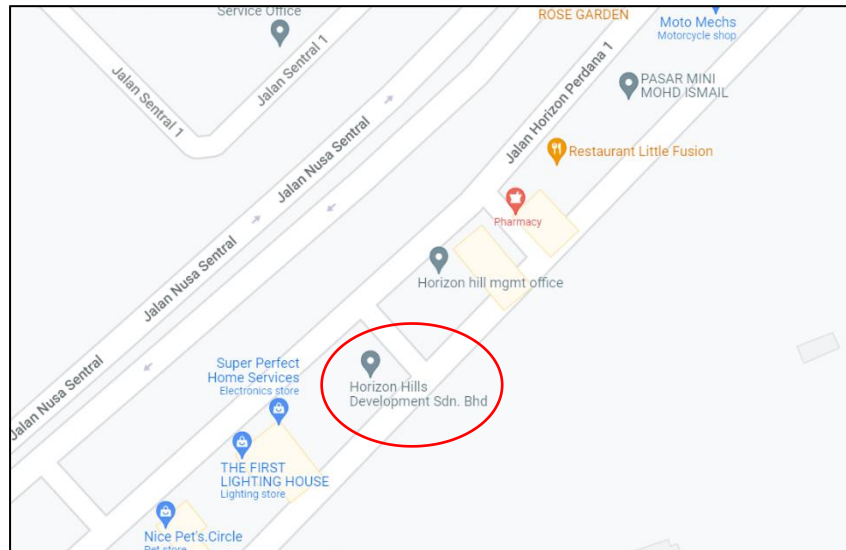 Service Office
ROSE GARDEN
Moto Mechs
Motorcycle shop
Jalan Sentral 1
Jalan Sentral 1
Jalan Horizon Perdana 1
PASAR MINI
MOHD ISMAIL
Jalan Nusa Sentral
Restaurant Little Fusion
Jalan Nusa Sentral
Pharmacy
Horizon hill mgmt office
Jalan Nusa Sentral
Super Perfect
Home Services
Electronics store
Horizon Hills
Development Sdn. Bhd
THE FIRST
LIGHTING HOUSE
Lighting store
Nice Pet's.Circle
Pet store